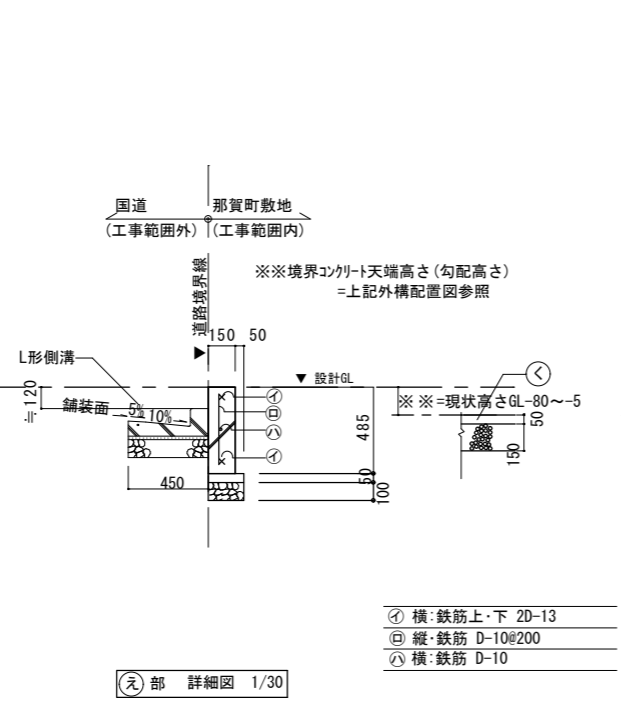 国道 那賀町敷地
(工事範囲外) (工事範囲内)
道路境界線
※※境界コンクリート天端高さ(勾配高さ)
=上記外構配置図参照
150 50
L形側溝
▼ 設計GL
く
≒120
舗装面
5%
10%
イ
ロ
ハ
イ
※ ※=現状高さGL-80～-5
50
150
485
50
100
450
イ 横:鉄筋上・下 2D-13
ロ 縦・鉄筋 D-10@200
ハ 横:鉄筋 D-10
え 部 詳細図 1/30